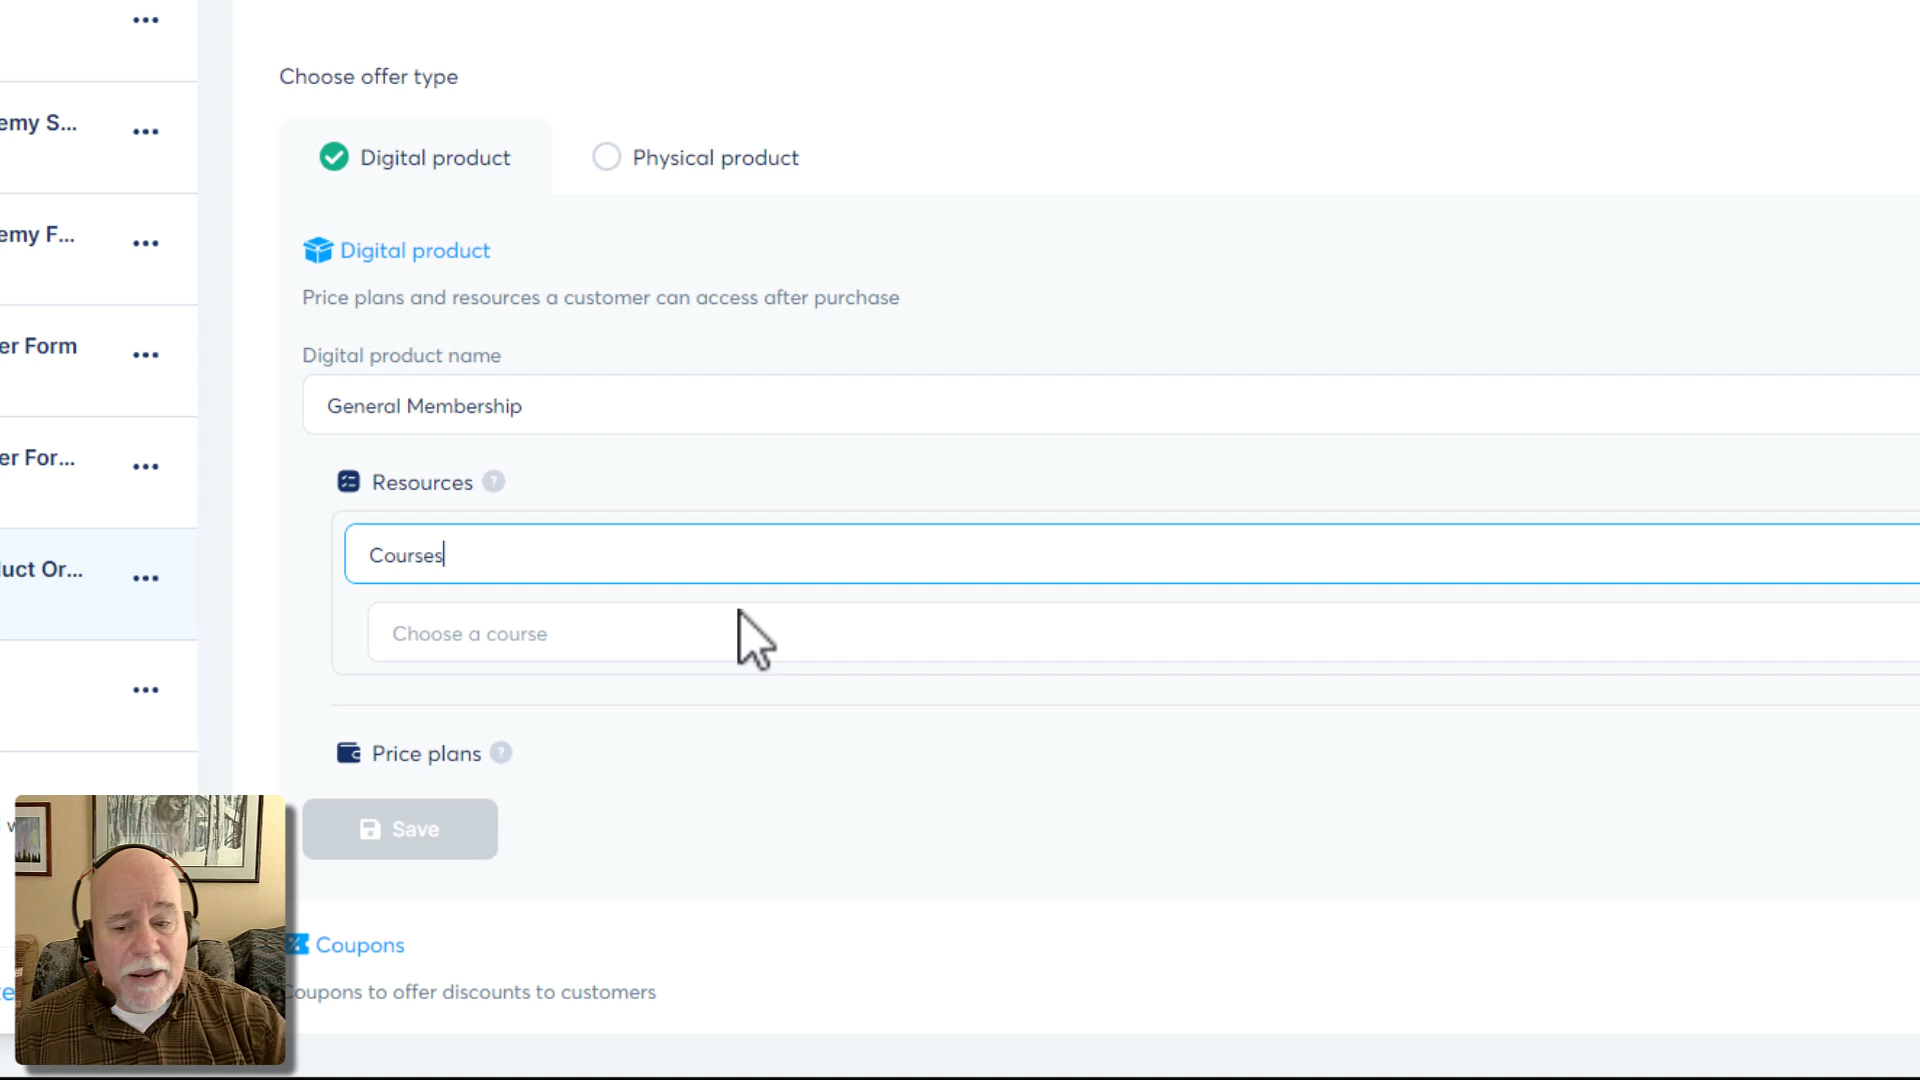 Choose offer type
emy S...
Digital product
Physical product
emy F...
Digital product
Price plans and resources a customer can access after purchase
er Form
Digital product name
General Membership
er For...
Resources ?
Courses
luct Or...
Choose a course
Price plans ?
Save
Coupons
Coupons to offer discounts to customers